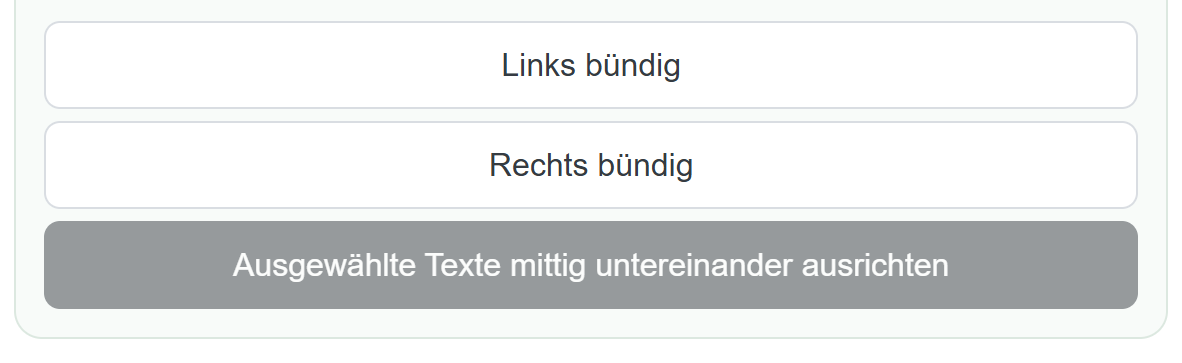 Links bündig
Rechts bündig
Ausgewählte Texte mittig untereinander ausrichten